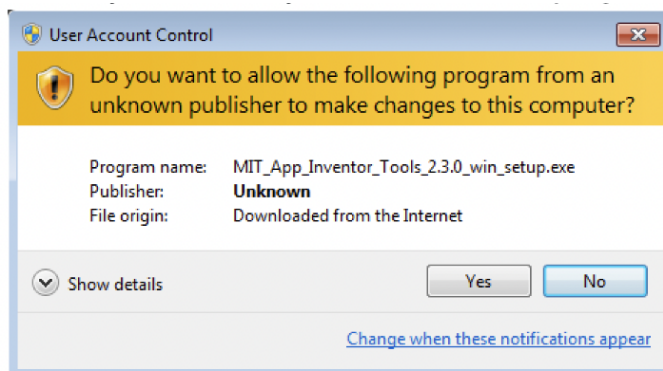 User Account Control
Do you want to allow the following program from an
unknown publisher to make changes to this computer?
Program name: MIT_App_Inventor_Tools_2.3.0_win_setup.exe
Publisher: Unknown
File origin: Downloaded from the Internet
Show details
Yes
No
Change when these notifications appear